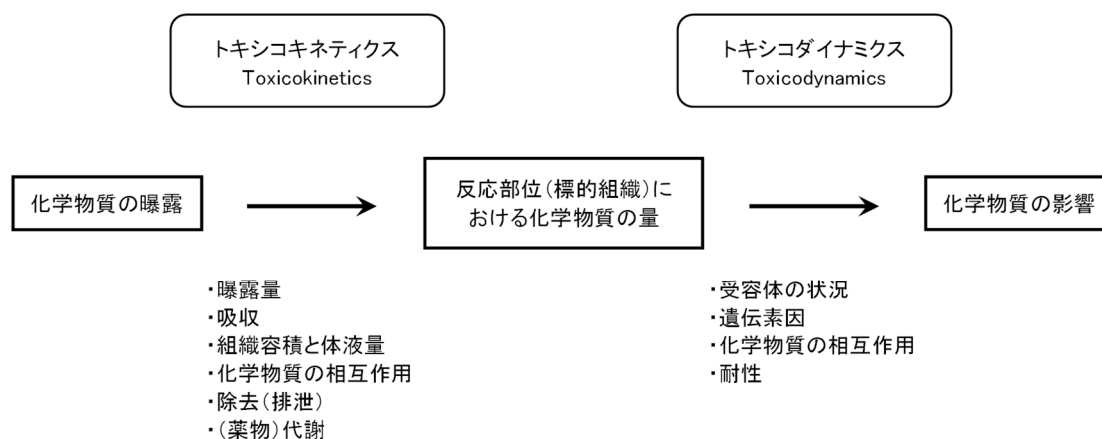 トキシコキネティクス
Toxicokinetics
トキシコダイナミクス
Toxicodynamics
化学物質の曝露
反応部位(標的組織)に
おける化学物質の量
化学物質の影響
・曝露量
・吸収
・組織容積と体液量
・化学物質の相互作用
・除去(排泄)
・(薬物)代謝
・受容体の状況
・遺伝素因
・化学物質の相互作用
・耐性